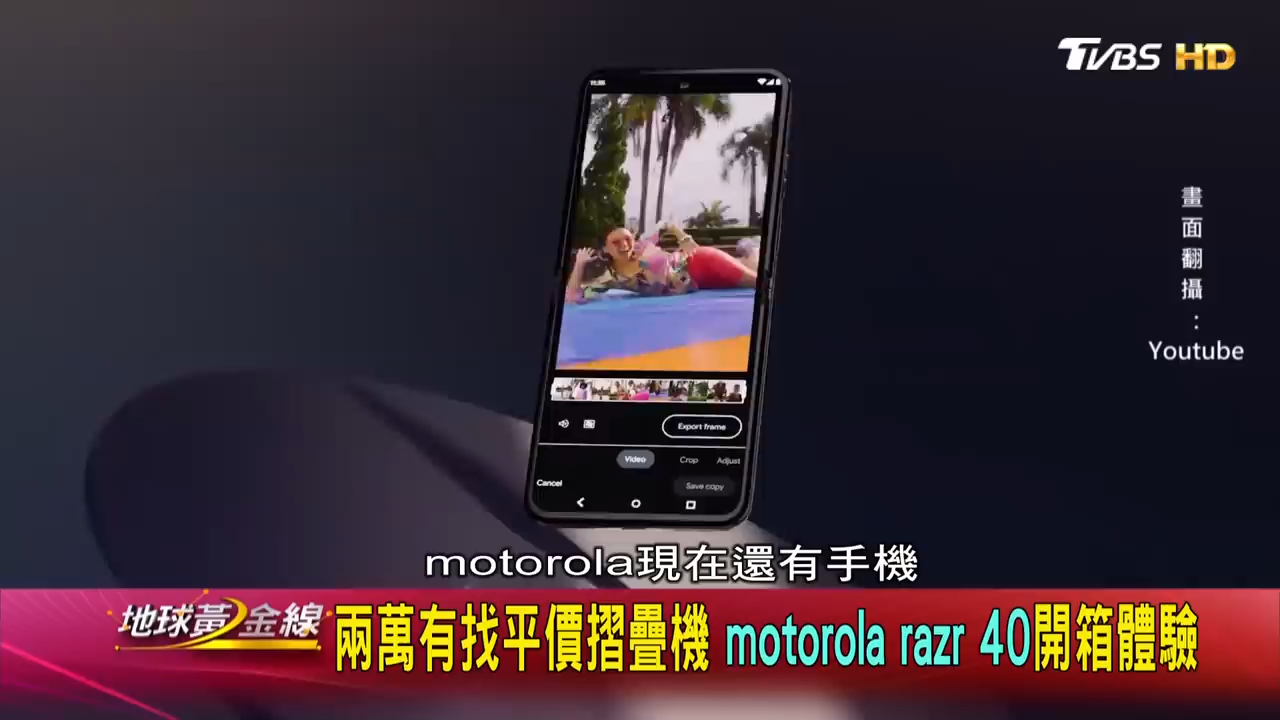 TVBS HD
畫面翻攝：
Youtube
11:35
Export frame
Video
Crop
Adjust
Cancel
Save copy
motorola現在還有手機
地球黃金線
兩萬有找平價摺疊機 motorola razr 40開箱體驗